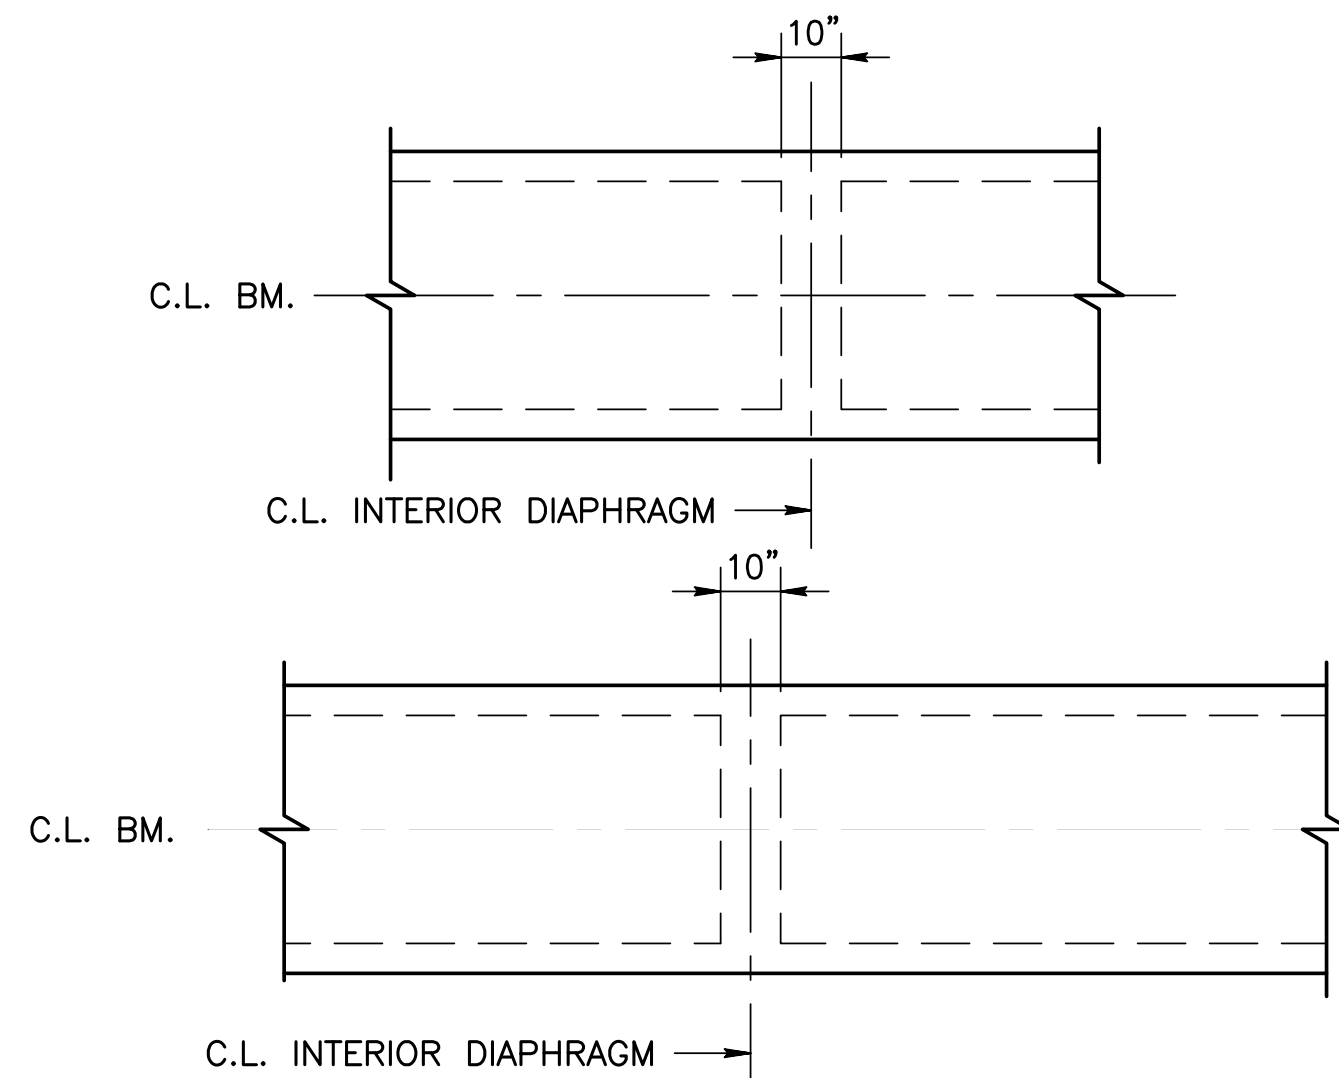 10”
C.L. BM.
C.L. INTERIOR DIAPHRAGM
10”
C.L. BM.
C.L. INTERIOR DIAPHRAGM